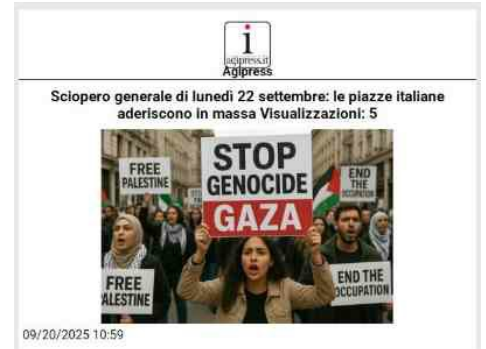 i
agipress.it
Agipress
Sciopero generale di lunedì 22 settembre: le piazze italiane
aderiscono in massa Visualizzazioni: 5
FREE
PALESTINE
STOP
GENOCIDE
GAZA
END
THE
OCCUPATION
FREE
ALESTINE
END THE
OCCUPATION
09/20/2025 10:59